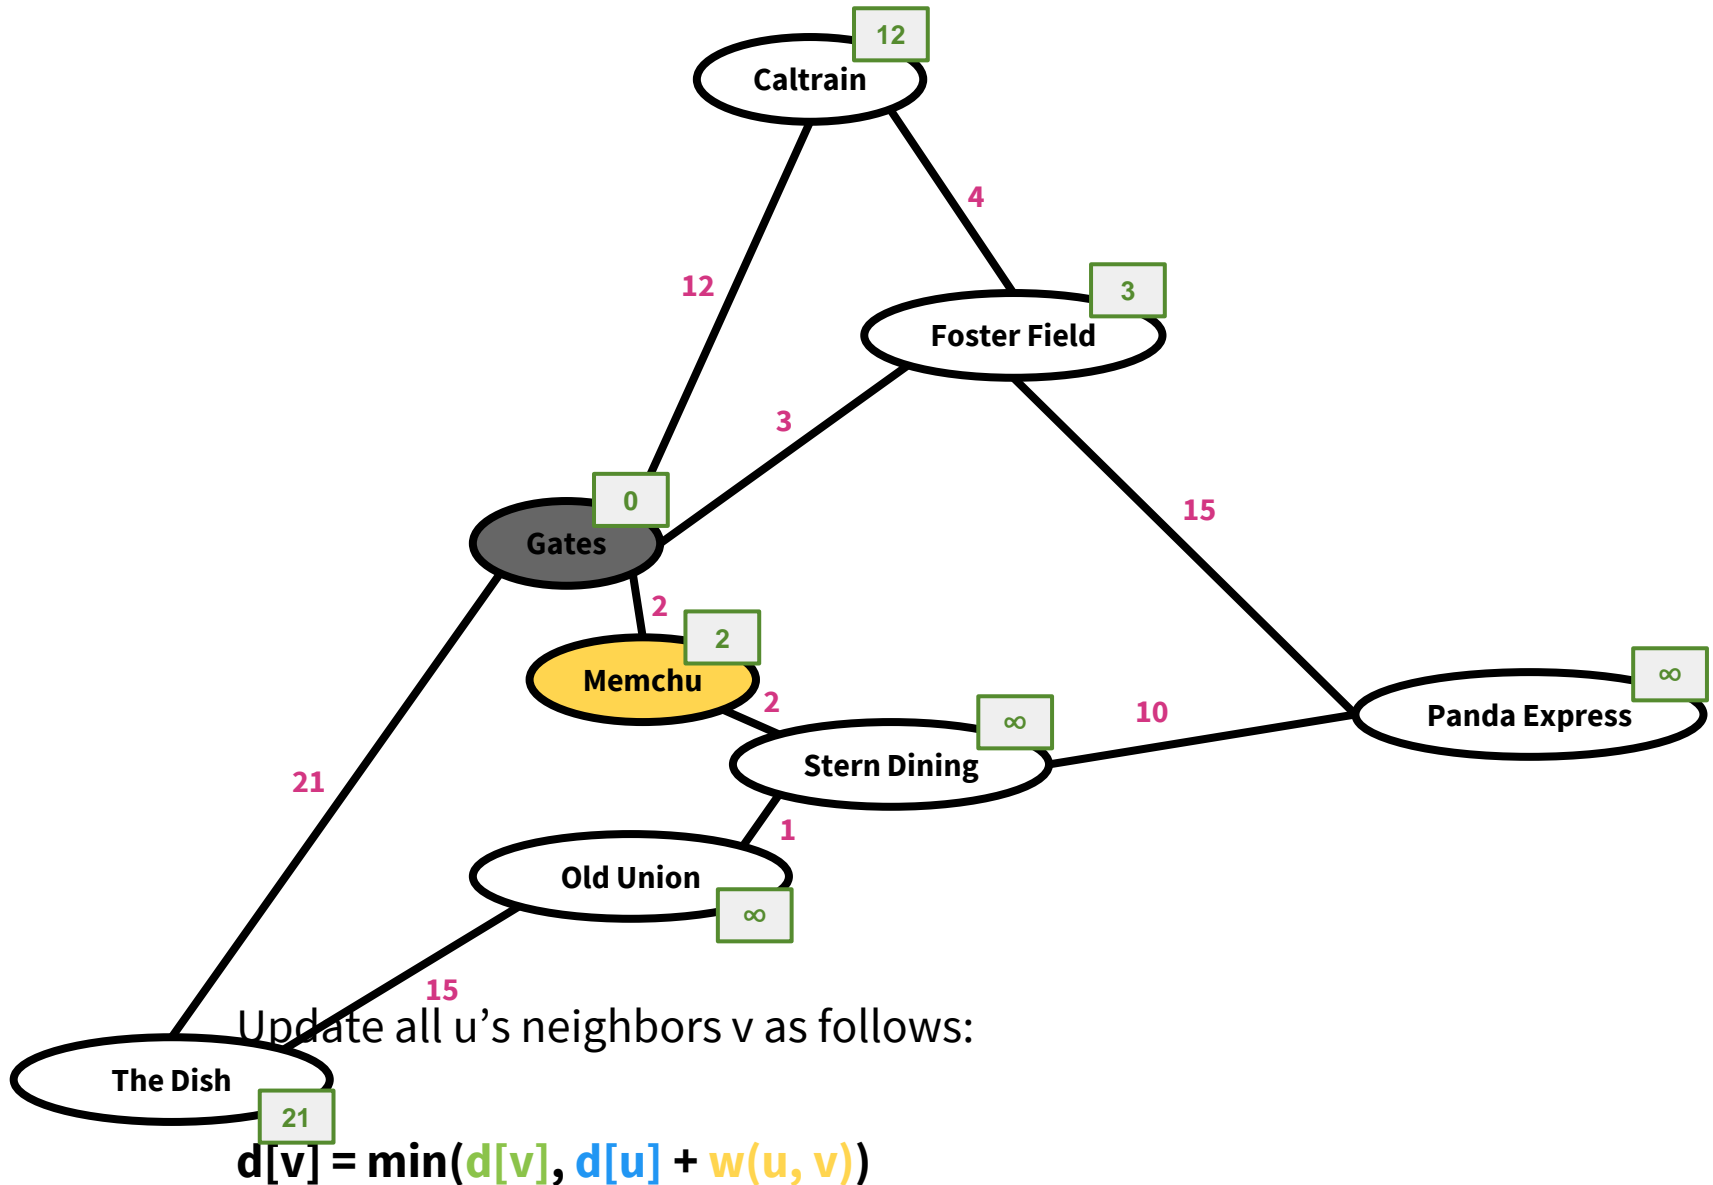 12
Caltrain
4
12
3
Foster Field
3
0
15
Gates
2
2
Memchu
2
∞
Panda Express
∞
10
Stern Dining
21
1
Old Union
∞
15
Update all u’s neighbors v as follows:
The Dish
21
d[v] = min(d[v], d[u] + w(u, v))